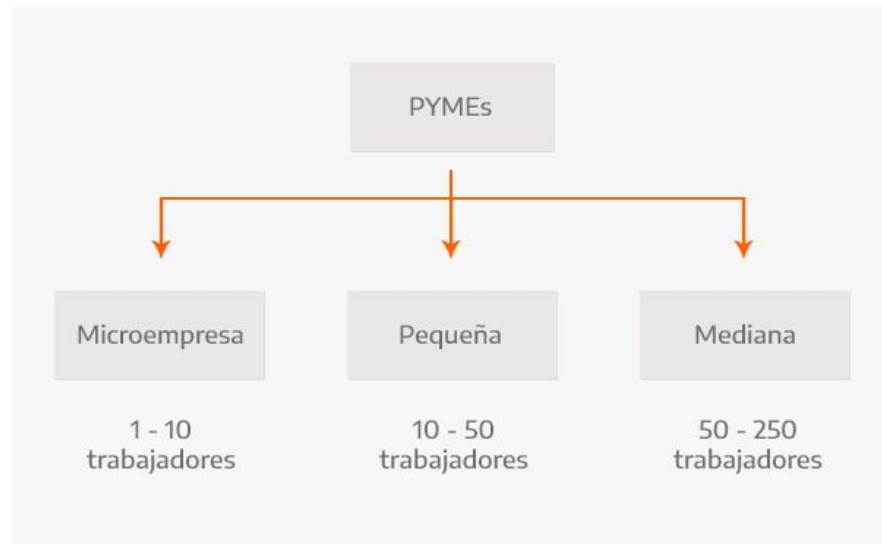 PYMEs
Microempresa
Pequeña
Mediana
1 - 10
trabajadores
10 - 50
trabajadores
50 - 250
trabajadores